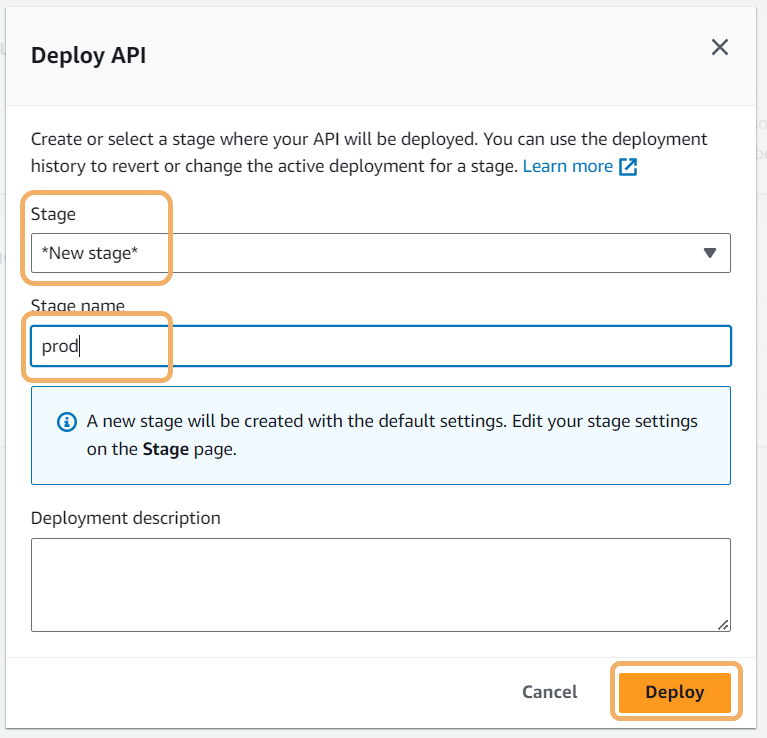 Deploy API
Create or select a stage where your API will be deployed. You can use the deployment
history to revert or change the active deployment for a stage. Learn more
Stage
*New stage*
Stage name
prod
A new stage will be created with the default settings. Edit your stage settings
on the Stage page.
Deployment description
Cancel
Deploy